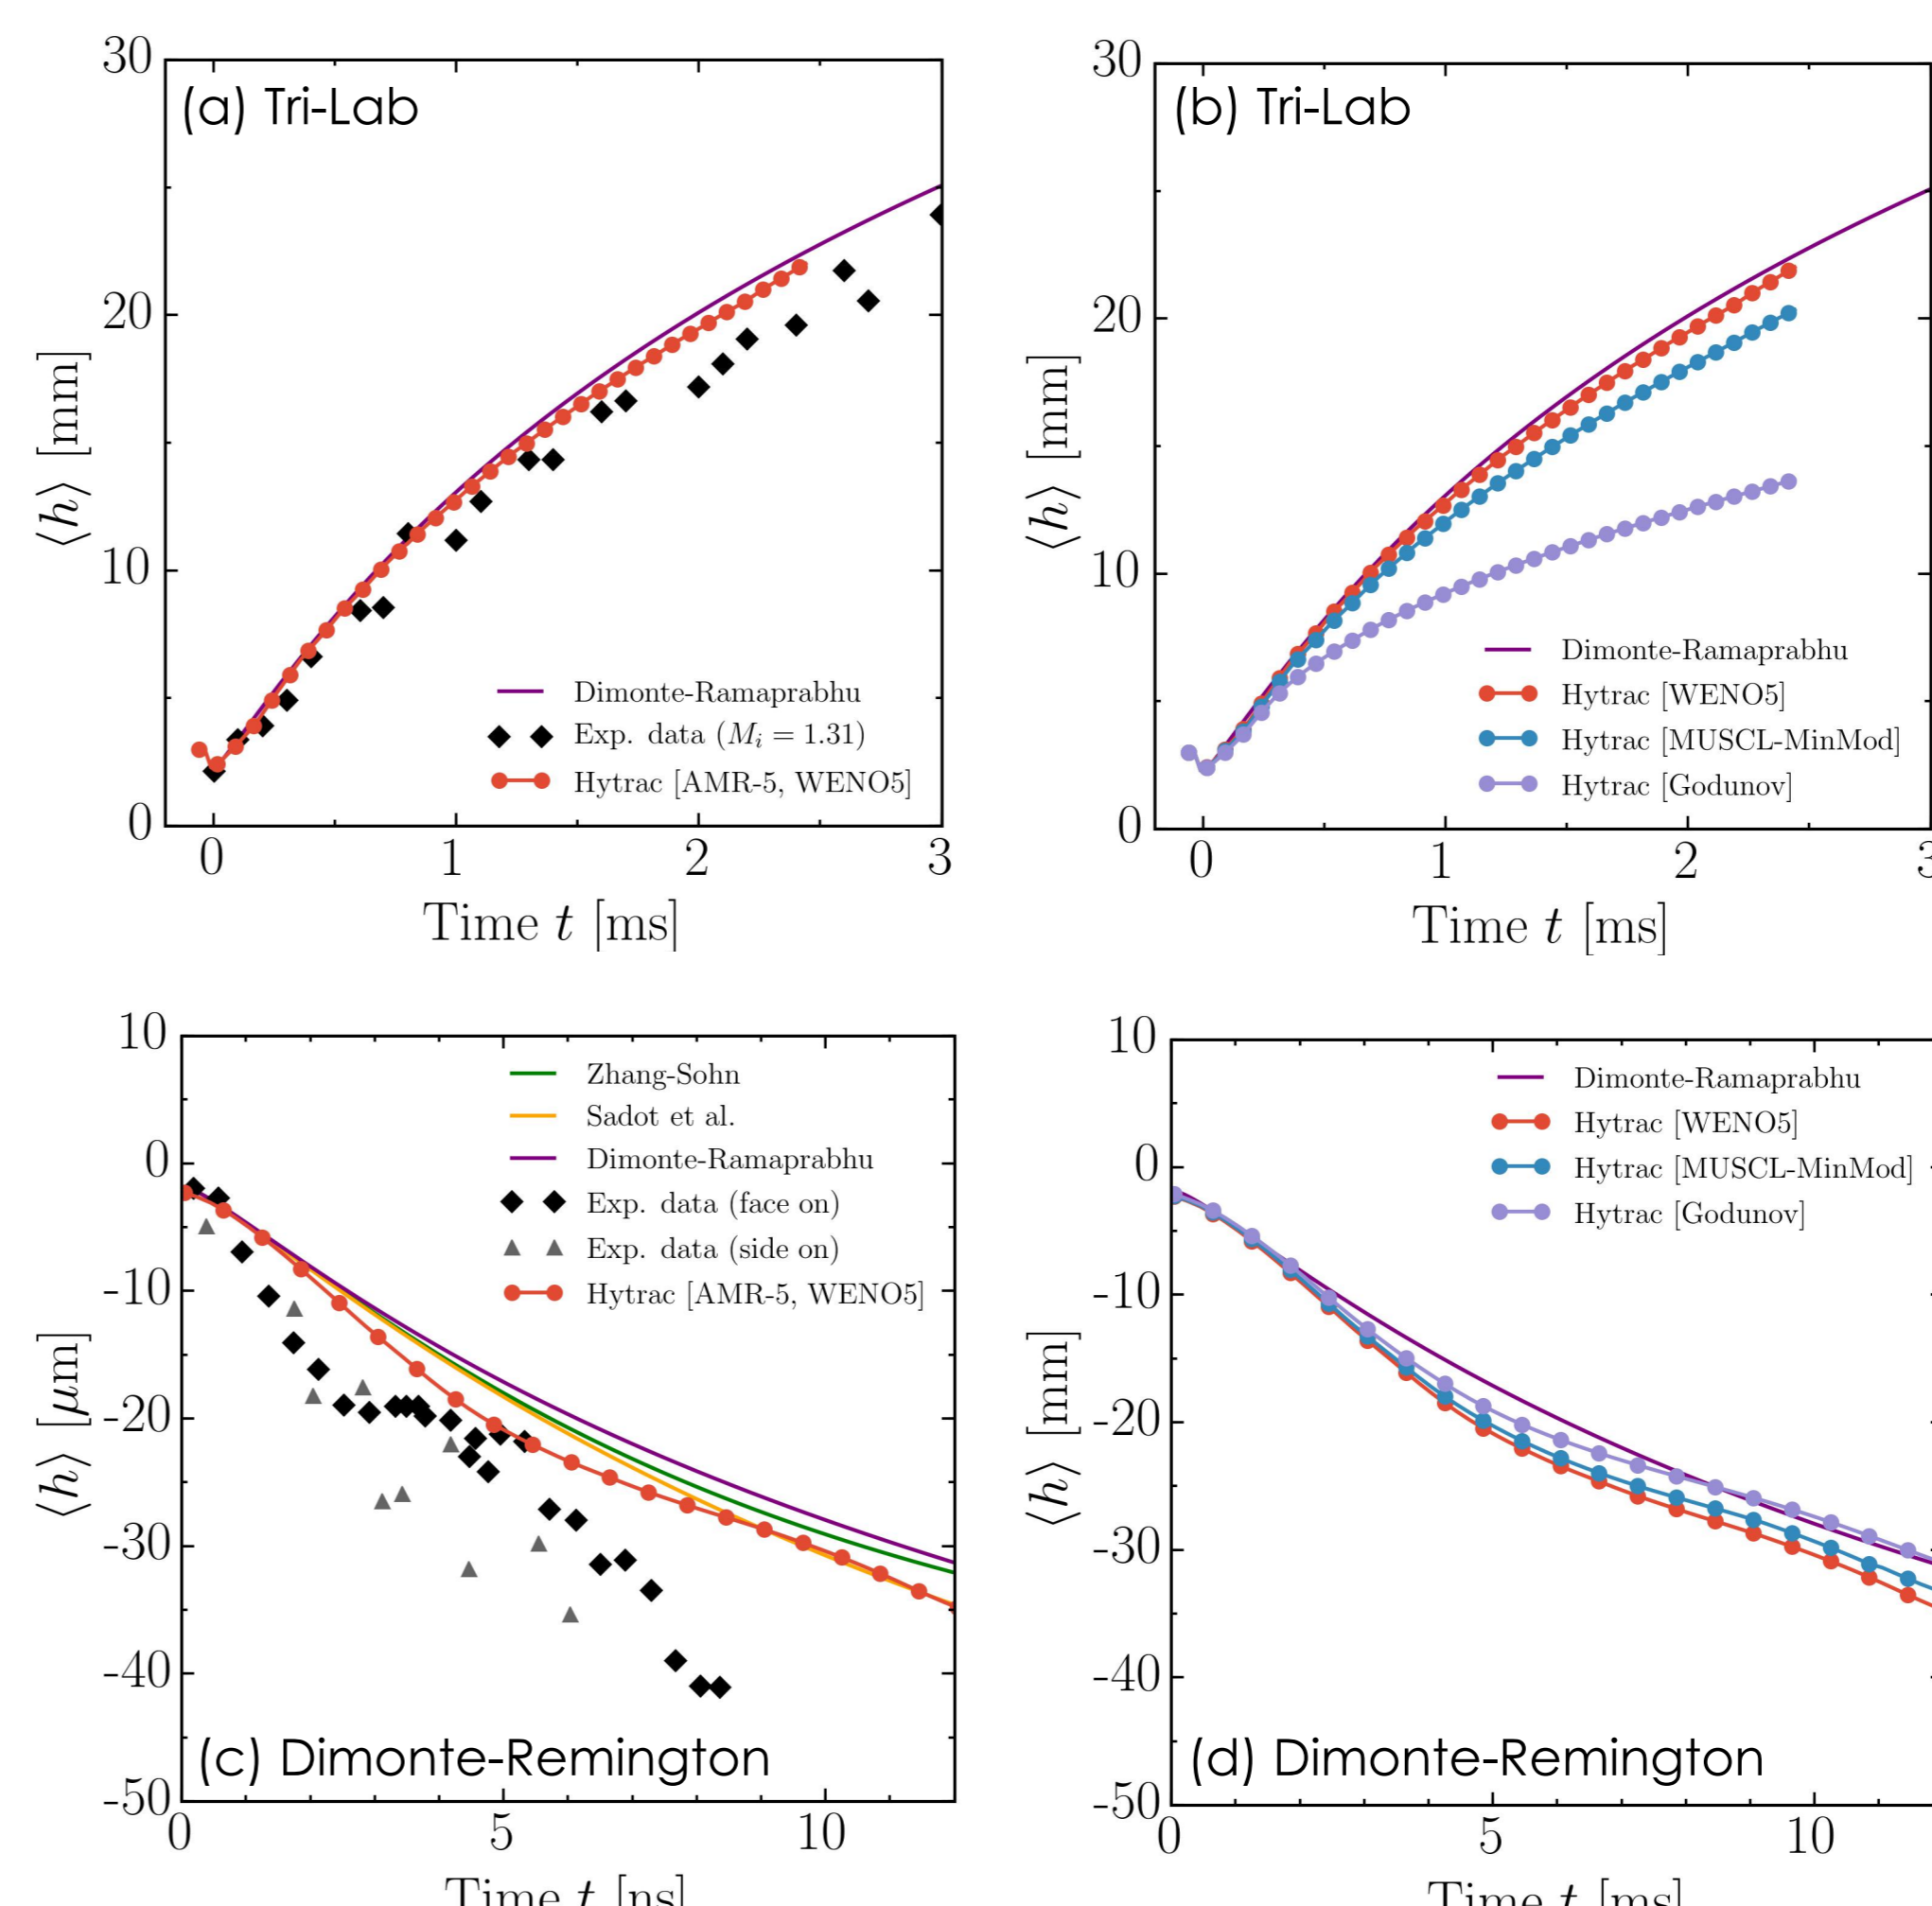 (a) Tri-Lab
30
20
10
0
⟨h⟩ [mm]
Dimonte-Ramaprabhu
Exp. data (M_i = 1.31)
Hytrac [AMR-5, WENO5]
0 1 2 3
Time t [ms]
(b) Tri-Lab
30
20
10
0
⟨h⟩ [mm]
Dimonte-Ramaprabhu
Hytrac [WENO5]
Hytrac [MUSCL-MinMod]
Hytrac [Godunov]
0 1 2 3
Time t [ms]
10
0
-10
-20
-30
-40
-50
⟨h⟩ [μm]
Zhang-Sohn
Sadot et al.
Dimonte-Ramaprabhu
Exp. data (face on)
Exp. data (side on)
Hytrac [AMR-5, WENO5]
(c) Dimonte-Remington
0 5 10
Time t [ns]
10
0
-10
-20
-30
-40
-50
⟨h⟩ [mm]
Dimonte-Ramaprabhu
Hytrac [WENO5]
Hytrac [MUSCL-MinMod]
Hytrac [Godunov]
(d) Dimonte-Remington
0 5 10
Time t [ms]